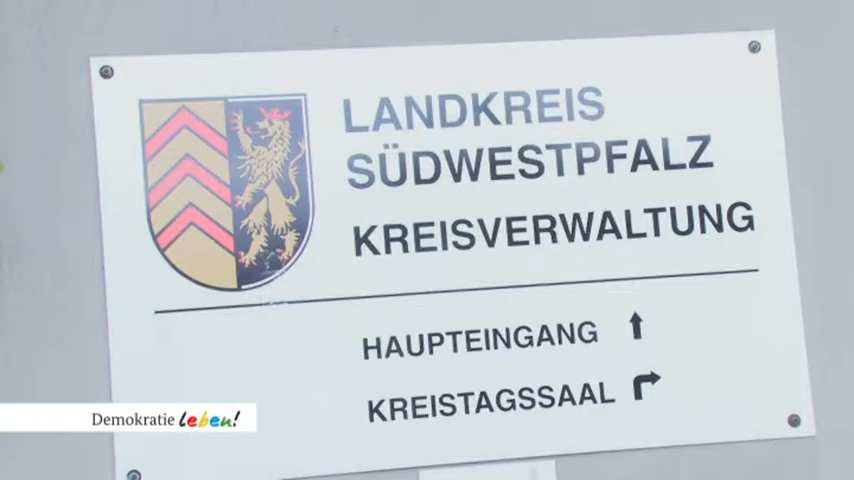 LANDKREIS
SÜDWESTPFALZ
KREISVERWALTUNG
HAUPTEINGANG
KREISTAGSSAAL
Demokratie leben!